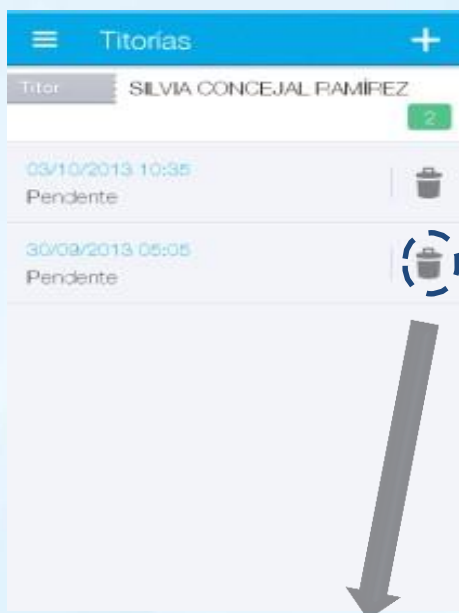 Titorías
Titor SILVIA CONCEJAL RAMÍREZ
2
03/10/2013 10:35
Pendente
30/09/2013 05:05
Pendente